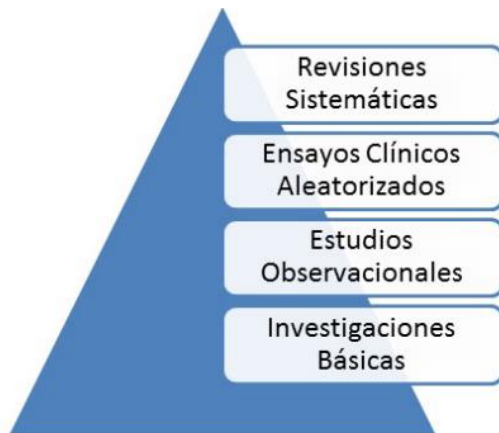 Revisiones
Sistemáticas
Ensayos Clínicos
Aleatorizados
Estudios
Observacionales
Investigaciones
Básicas